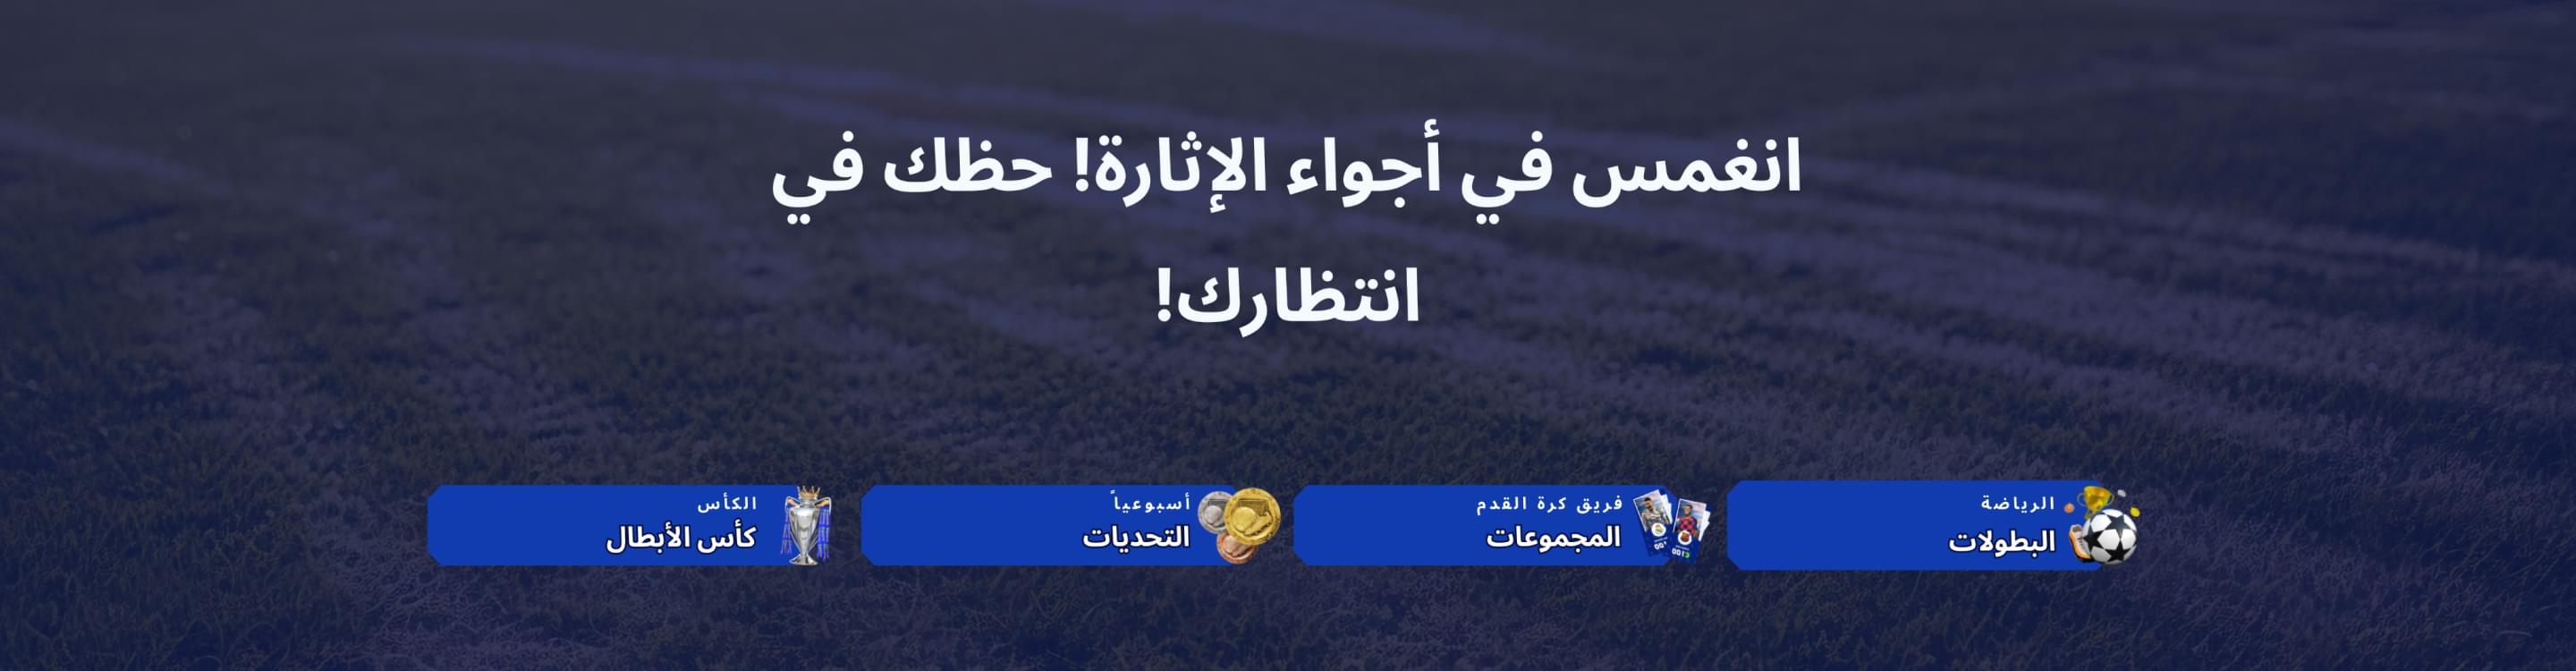 انغمس في أجواء الإثارة! حظك في
انتظارك!
الرياضة
البطولات
فريق كرة القدم
المجموعات
أسبوعياً
التحديات
الكأس
كأس الأبطال